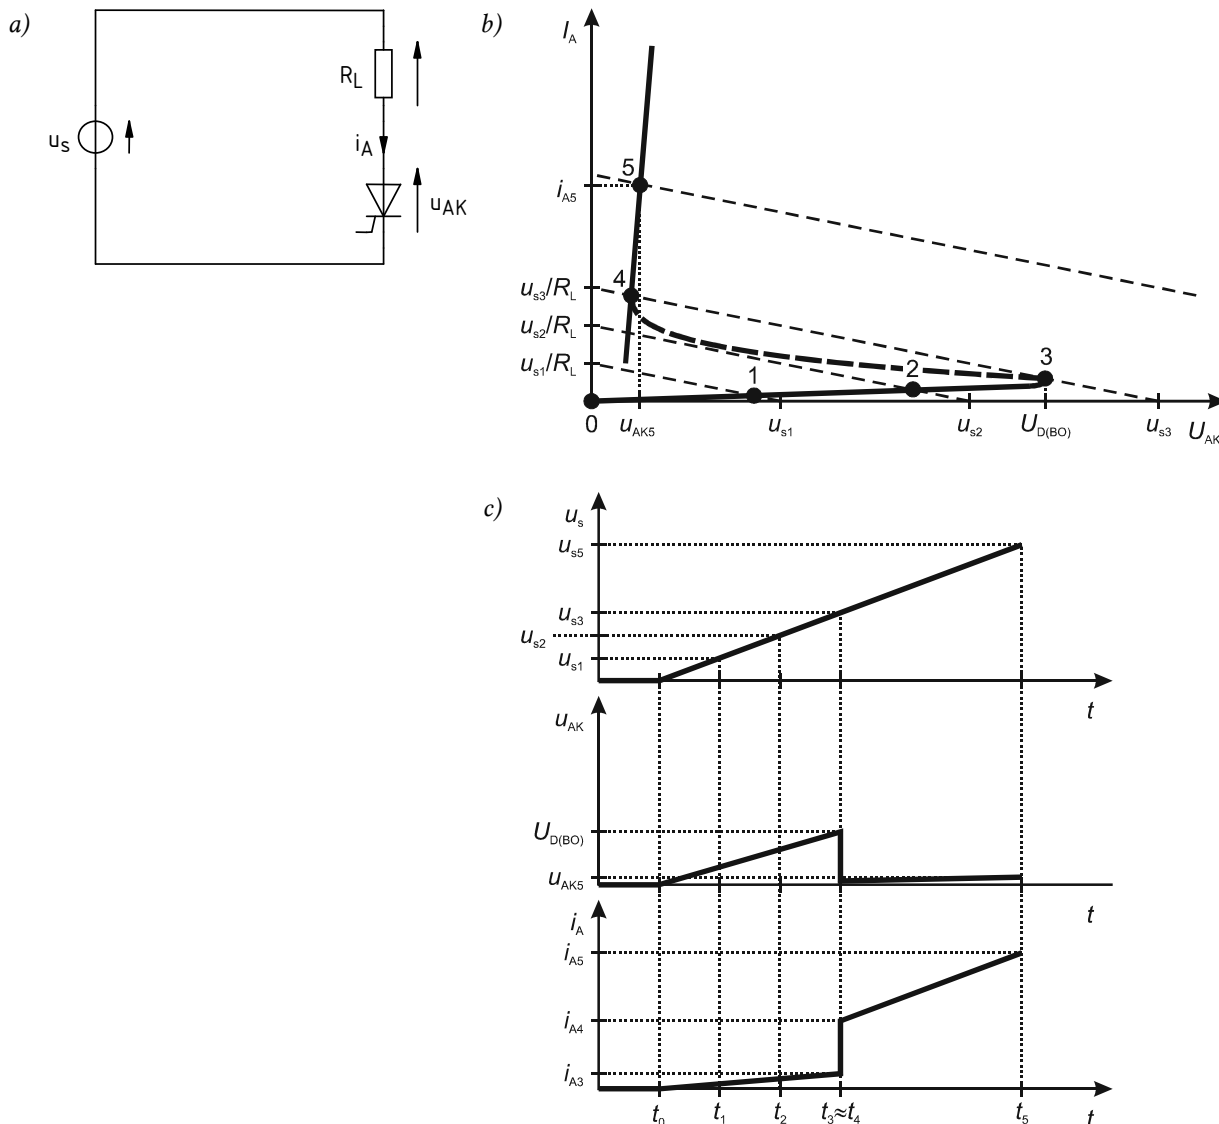 a)
R_L
i_A
u_s
u_AK
b)
I_A
5
i_A5
u_s3/R_L
4
u_s2/R_L
3
u_s1/R_L
1
2
0
u_AK5
u_s1
u_s2
U_D(BO)
u_s3
U_AK
c)
u_s
u_s5
u_s3
u_s2
u_s1
t
u_AK
U_D(BO)
u_AK5
t
i_A
i_A5
i_A4
i_A3
t_0
t_1
t_2
t_3≈t_4
t_5
t